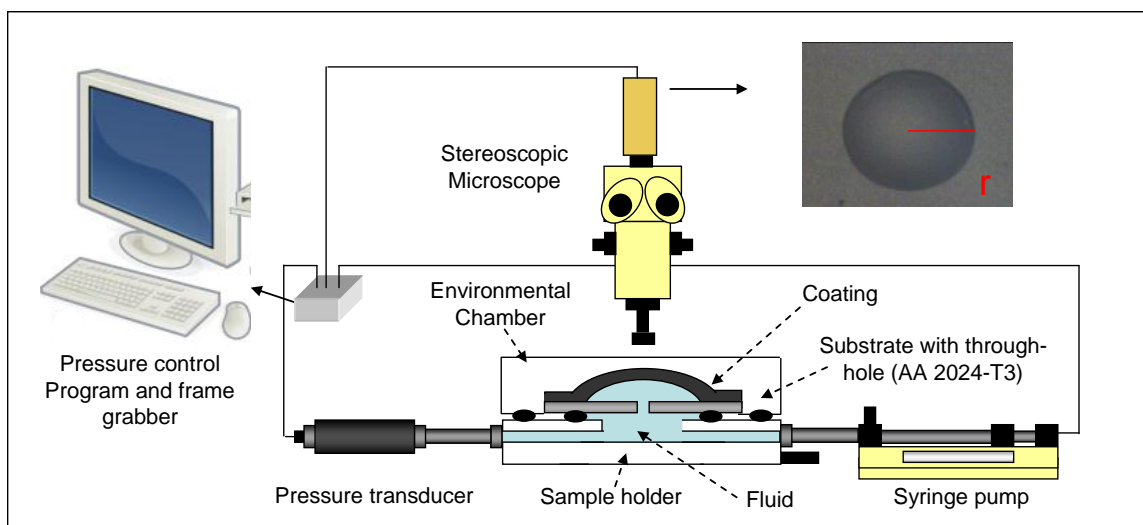 Stereoscopic
Microscope
r
Environmental
Chamber
Coating
Substrate with through-
hole (AA 2024-T3)
Pressure control
Program and frame
grabber
Pressure transducer
Sample holder
Fluid
Syringe pump